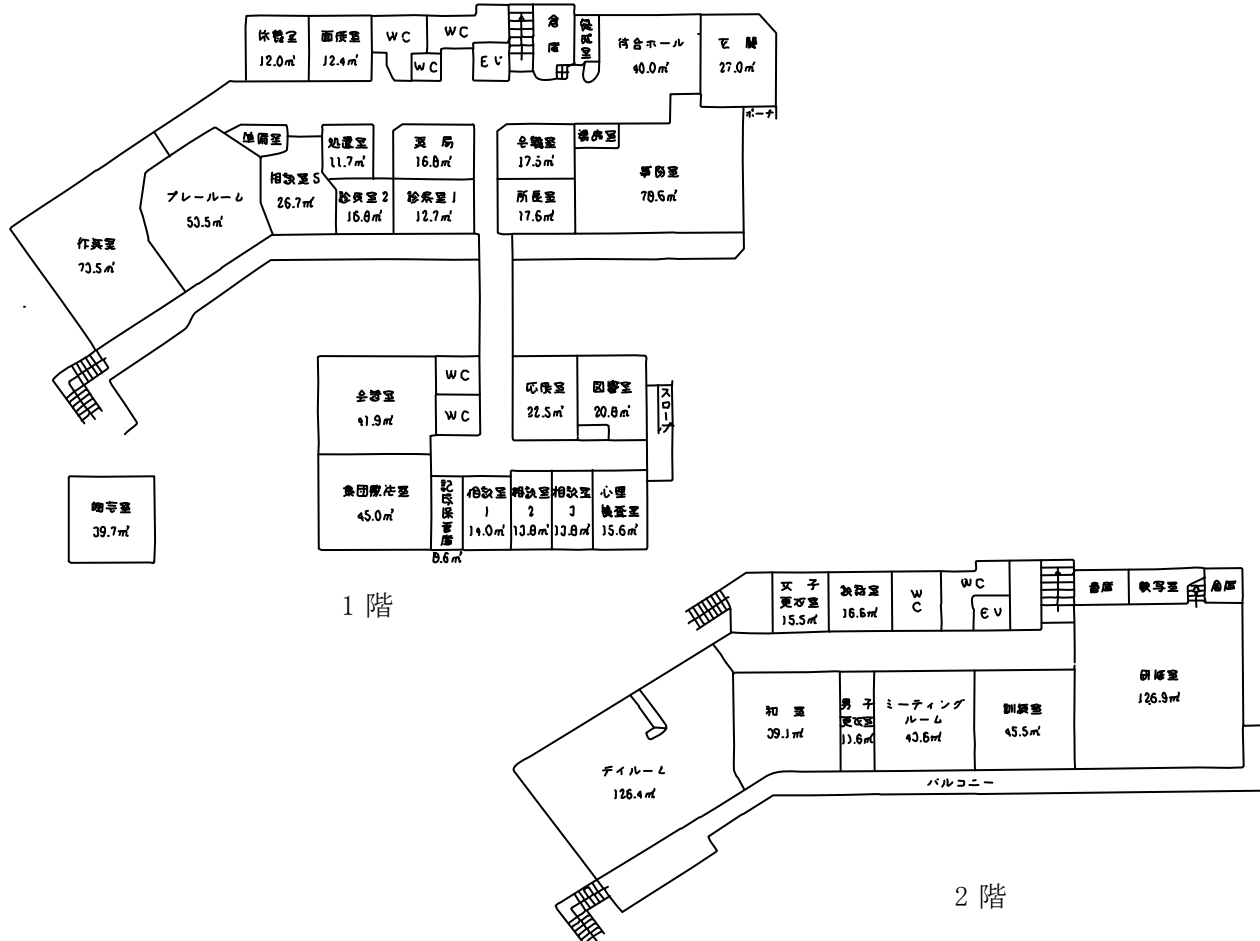 休養室
12.0㎡
面接室
12.4㎡
WC
WC
WC
EV
倉
庫
待合ホール
40.0㎡
玄関
27.0㎡
ポーチ
準備室
処置室
11.7㎡
薬局
16.8㎡
会議室
17.5㎡
湯沸室
事務室
78.6㎡
プレールーム
53.5㎡
相談室5
26.7㎡
診察室2
16.8㎡
診察室1
12.7㎡
所長室
17.6㎡
作業室
73.5㎡
会議室
41.9㎡
WC
WC
応接室
22.5㎡
図書室
20.8㎡
スロープ
集団療法室
45.0㎡
相談室
1
14.0㎡
相談室
2
13.8㎡
相談室
3
13.8㎡
心理
検査室
15.6㎡
8.6㎡
39.7㎡
1階
女子
更衣室
15.5㎡
16.6㎡
WC
WC
EV
書庫
映写室
倉庫
研修室
126.9㎡
和室
39.1㎡
男子
更衣室
13.6㎡
ミーティング
ルーム
43.6㎡
訓練室
45.5㎡
デイルーム
126.4㎡
バルコニー
2階